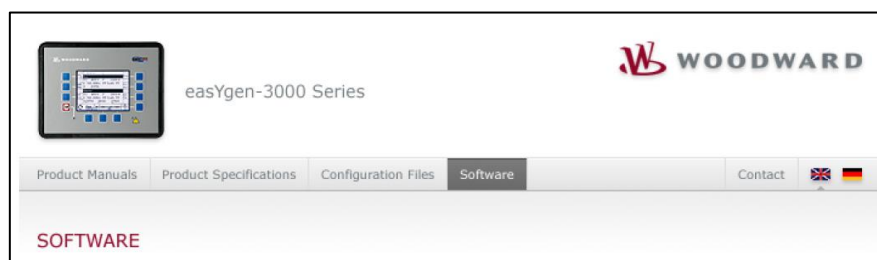 WOODWARD
easYgen-3000 Series
Product Manuals Product Specifications Configuration Files Software Contact
SOFTWARE